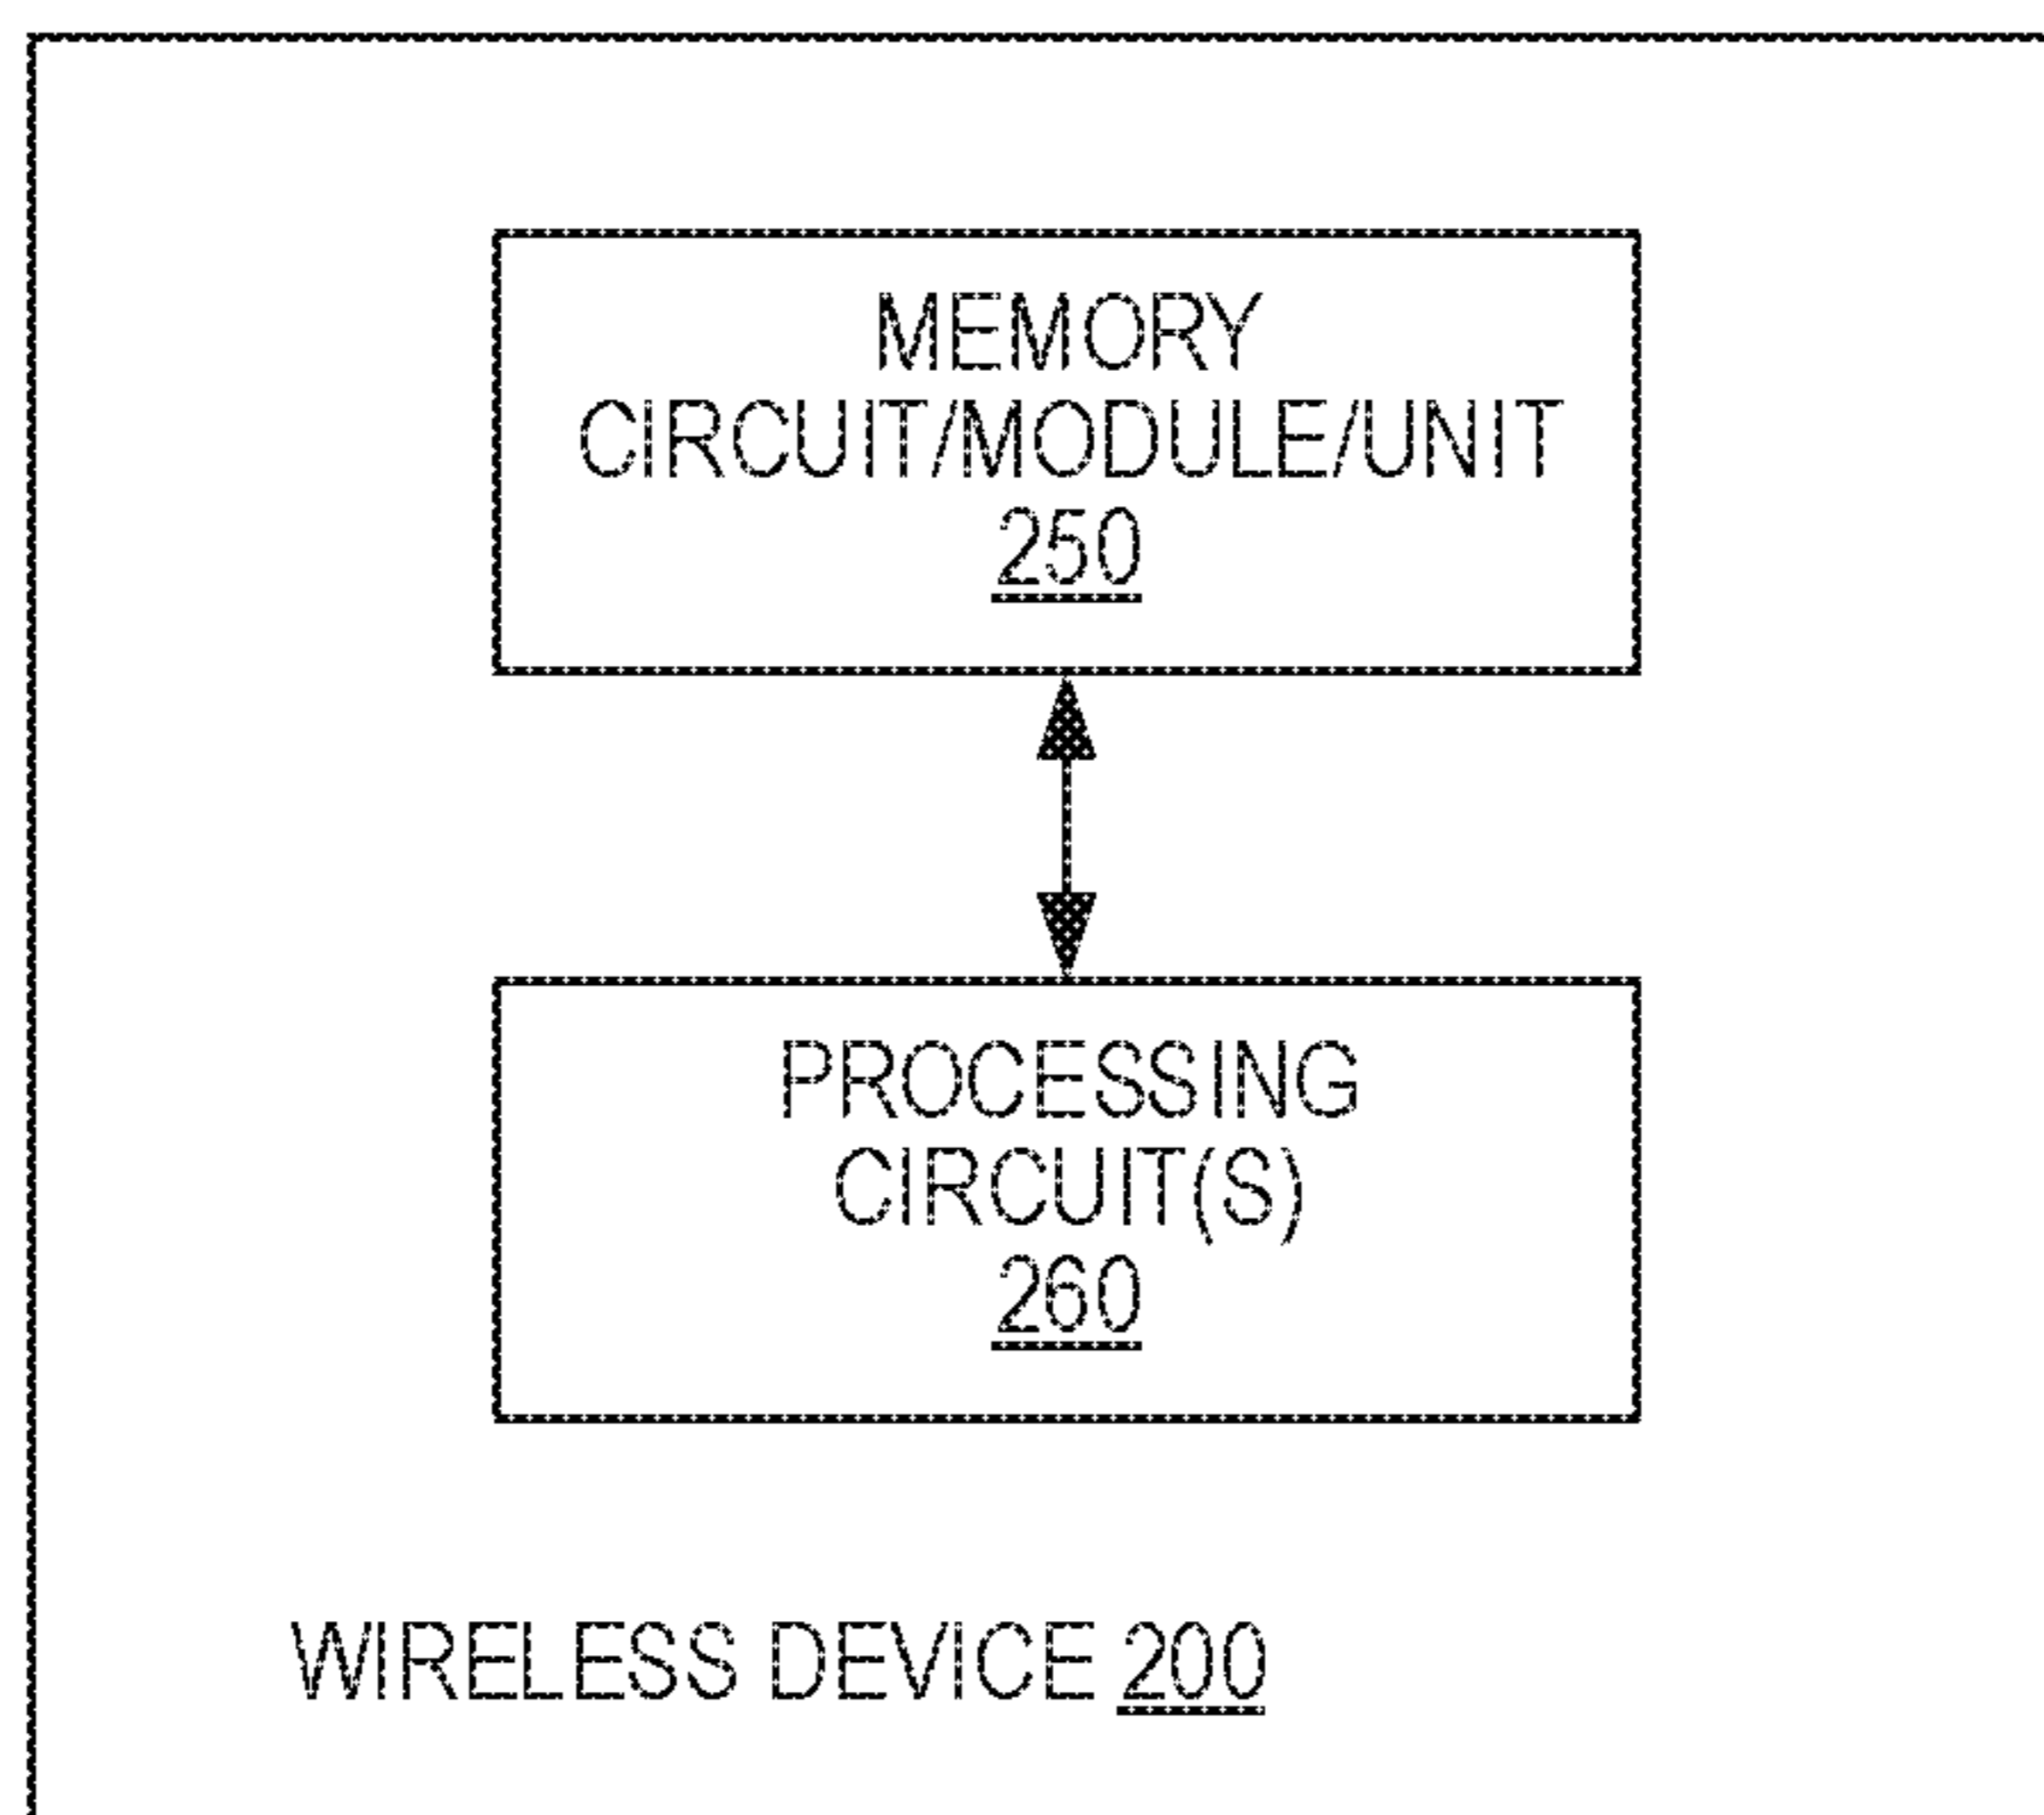 MEMORY
CIRCUIT/MODULE/UNIT
250
PROCESSING
CIRCUIT(S)
260
WIRELESS DEVICE 200